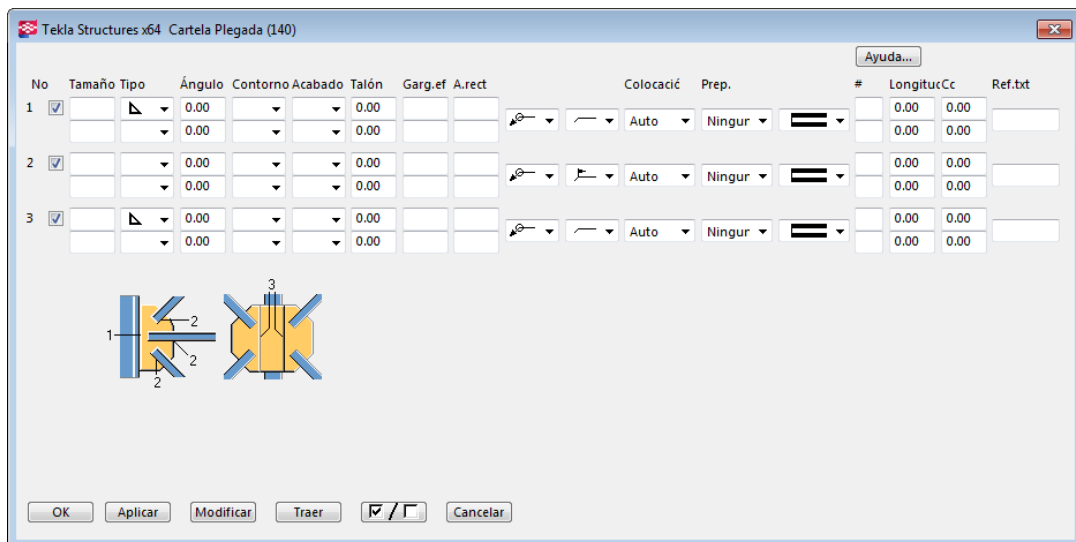 Tekla Structures x64 Cartela Plegada (140)
Ayuda...
No Tamaño Tipo Ángulo Contorno Acabado Talón Garg.ef A.rect Colocació Prep. # Longituc Cc Ref.txt
1 0.00 0.00 Auto Ningur 0.00 0.00
0.00 0.00 0.00 0.00
2 0.00 0.00 Auto Ningur 0.00 0.00
0.00 0.00 0.00 0.00
3 0.00 0.00 Auto Ningur 0.00 0.00
0.00 0.00 0.00 0.00
3
1 2
2
2
OK Aplicar Modificar Traer / Cancelar